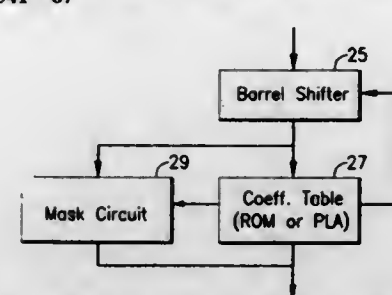 25
Barrel Shifter
29
27
Mask Circuit
Coeff. Table
(ROM or PLA)